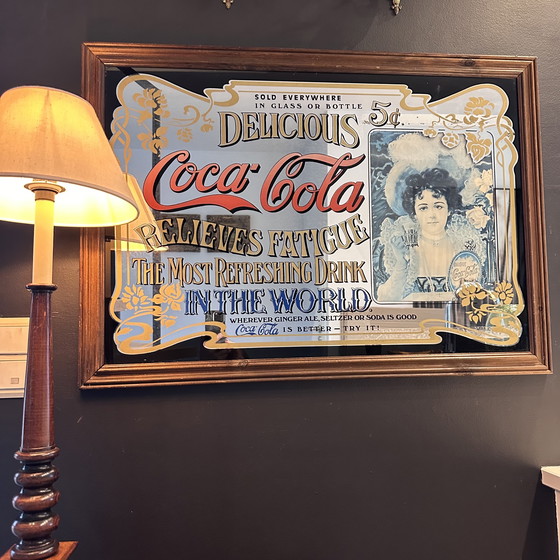 SOLD EVERYWHERE
IN GLASS OR BOTTLE
5¢
DELICIOUS
Coca-Cola
RELIEVES FATIGUE
THE MOST REFRESHING DRINK
IN THE WORLD.
WHEREVER GINGER ALE, SELTZER OR SODA IS GOOD
Coca-Cola IS BETTER – TRY IT!